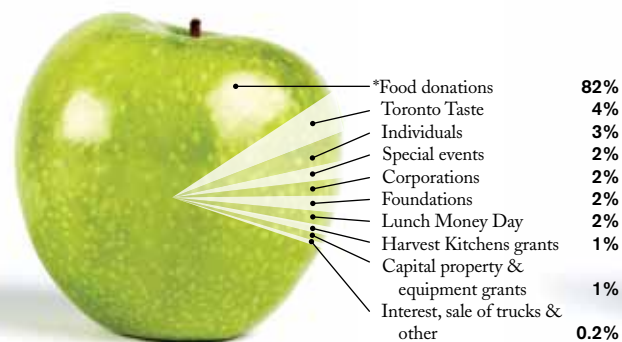 *Food donations 82%
Toronto Taste 4%
Individuals 3%
Special events 2%
Corporations 2%
Foundations 2%
Lunch Money Day 2%
Harvest Kitchens grants 1%
Capital property &
equipment grants 1%
Interest, sale of trucks &
other 0.2%